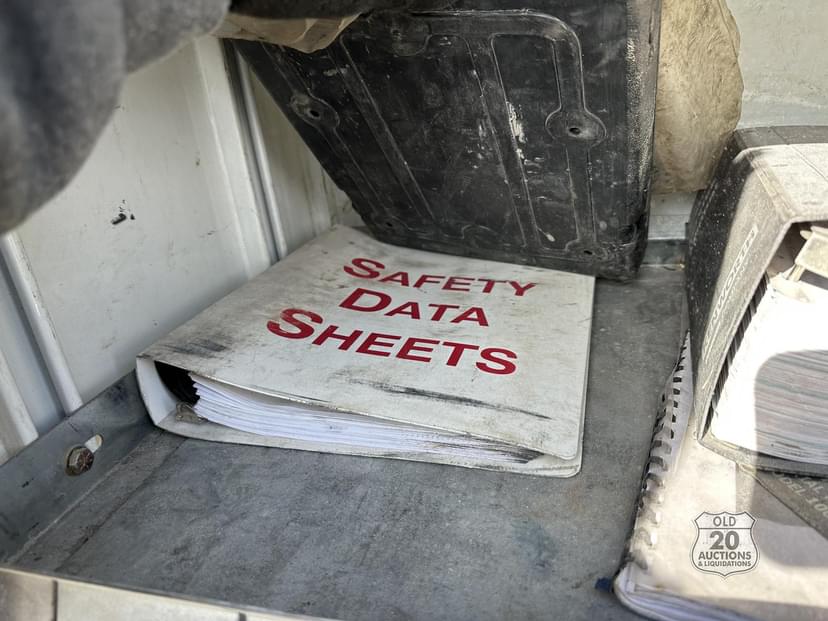 SAFETY
DATA
SHEETS
OLD
20
AUCTIONS
& LIQUIDATIONS